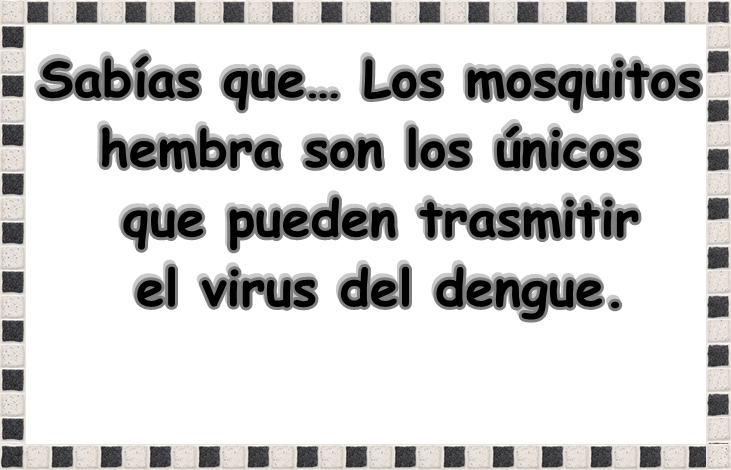 Sabías que... Los mosquitos
hembra son los únicos
que pueden trasmitir
el virus del dengue.